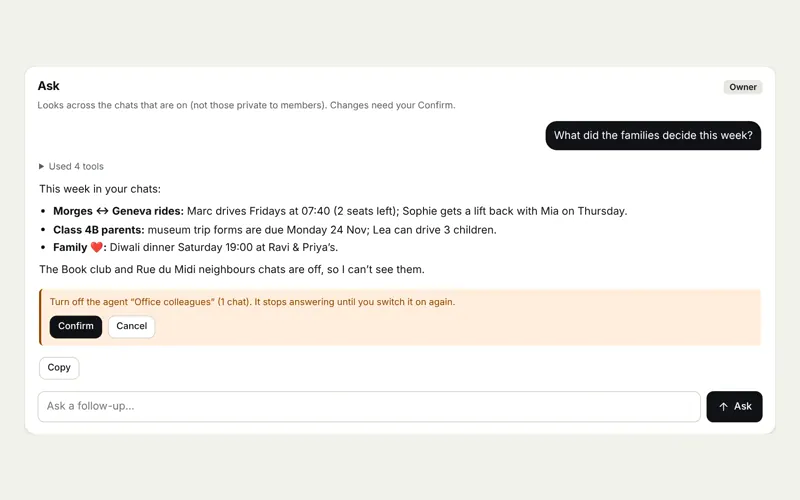 Ask
Owner
Looks across the chats that are on (not those private to members). Changes need your Confirm.
What did the families decide this week?
▶ Used 4 tools
This week in your chats:
• Morges ↔ Geneva rides: Marc drives Fridays at 07:40 (2 seats left); Sophie gets a lift back with Mia on Thursday.
• Class 4B parents: museum trip forms are due Monday 24 Nov; Lea can drive 3 children.
• Family ❤️: Diwali dinner Saturday 19:00 at Ravi & Priya’s.
The Book club and Rue du Midi neighbours chats are off, so I can’t see them.
Turn off the agent “Office colleagues” (1 chat). It stops answering until you switch it on again.
Confirm
Cancel
Copy
Ask a follow-up...
↑ Ask